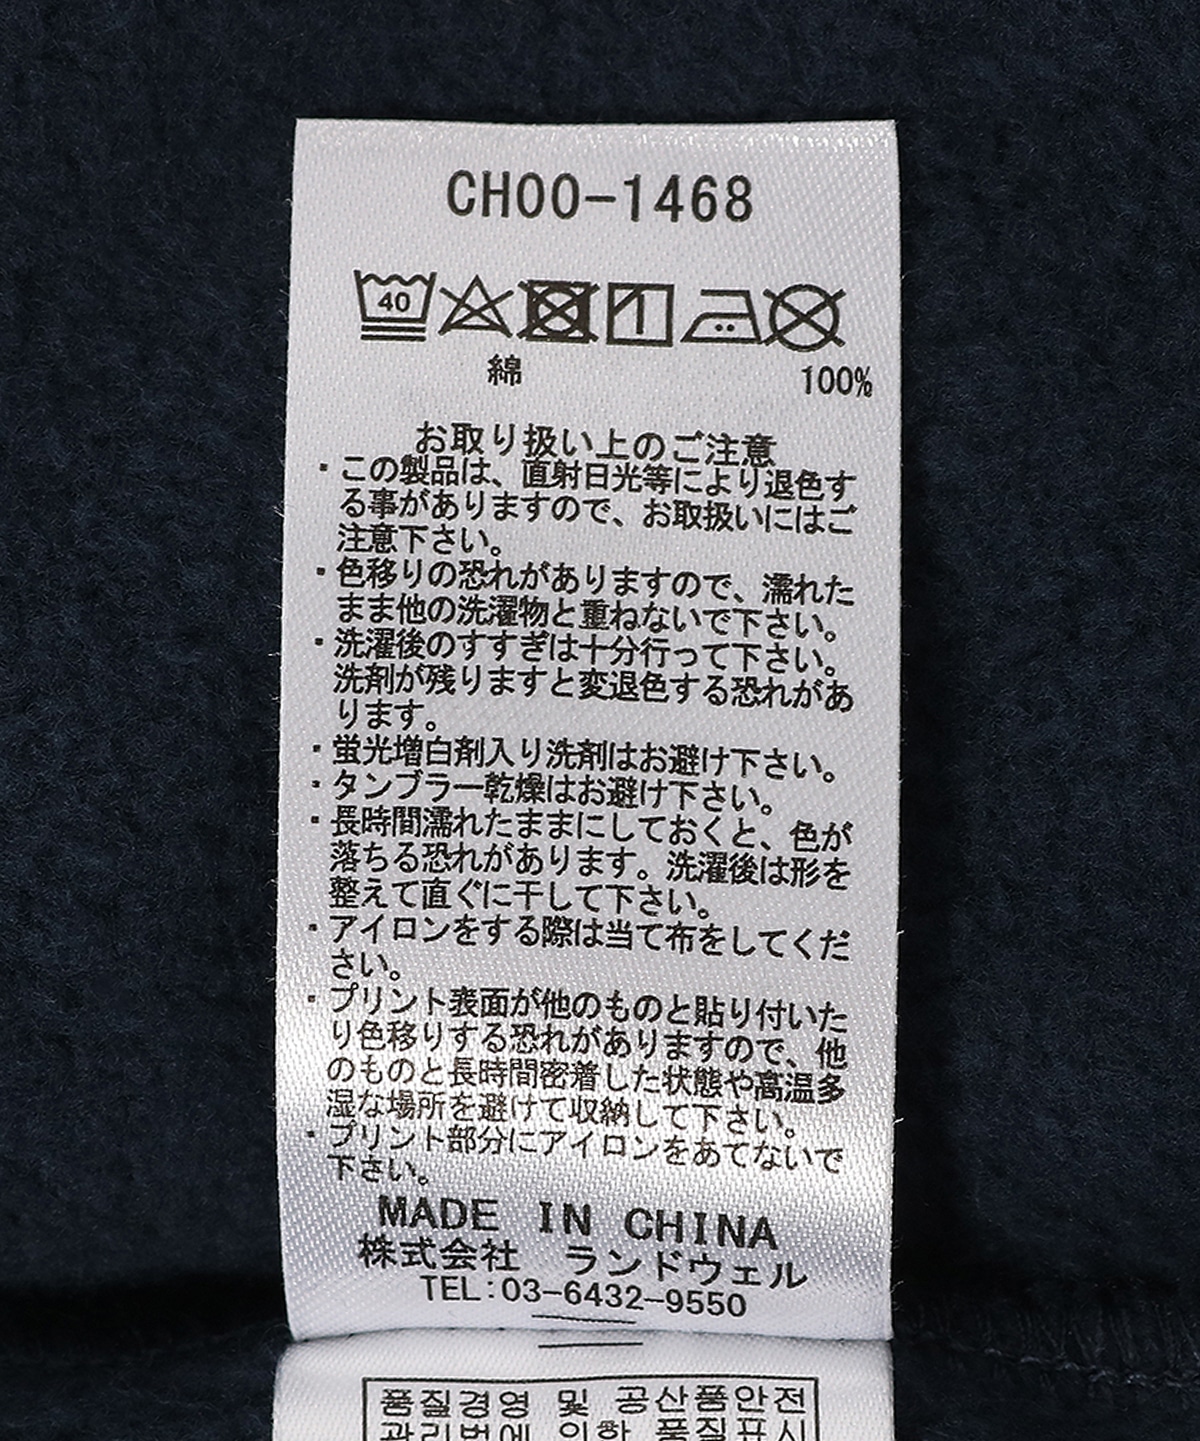 CH00-1468
40
綿 100%
お取り扱い上のご注意
・この製品は、直射日光等により退色す
る事がありますので、お取扱いにはご
注意下さい。
・色移りの恐れがありますので、濡れた
まま他の洗濯物と重ねないで下さい。
・洗濯後のすすぎは十分行って下さい。
洗剤が残りますと変退色する恐れがあ
ります。
・蛍光増白剤入り洗剤はお避け下さい。
・タンブラー乾燥はお避け下さい。
・長時間濡れたままにしておくと、色が
落ちる恐れがあります。洗濯後は形を
整えて直ぐに干して下さい。
・アイロンをする際は当て布をしてくだ
さい。
・プリント表面が他のものと貼り付いた
り色移りする恐れがありますので、他
のものと長時間密着した状態や高温多
湿な場所を避けて収納して下さい。
・プリント部分にアイロンをあてないで
下さい。
MADE IN CHINA
株式会社 ランドウェル
TEL:03-6432-9550
품질경영 및 공산품안전
관리법에 의한 품질표시